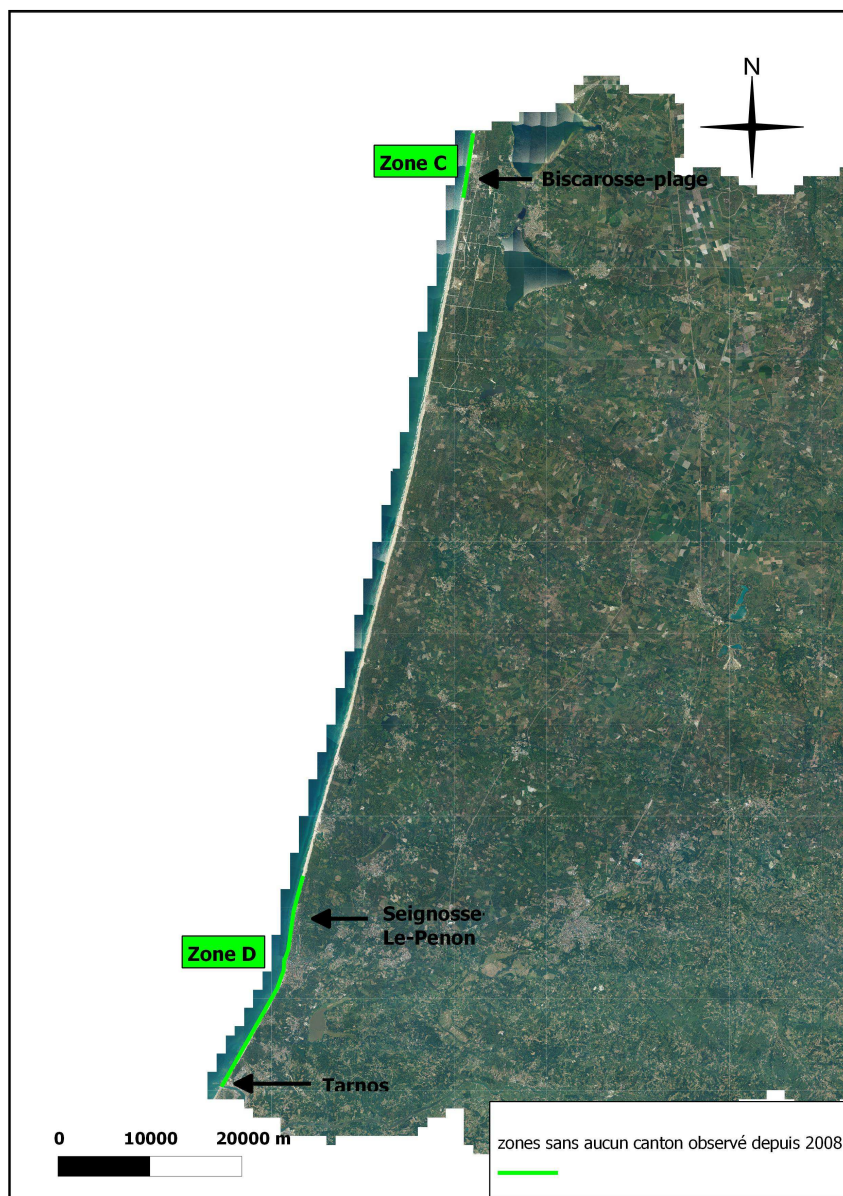 N
Zone C
Biscarosse-plage
Seignosse
Le-Penon
Zone D
Tarnos
0 10000 20000 m
zones sans aucun canton observé depuis 2008